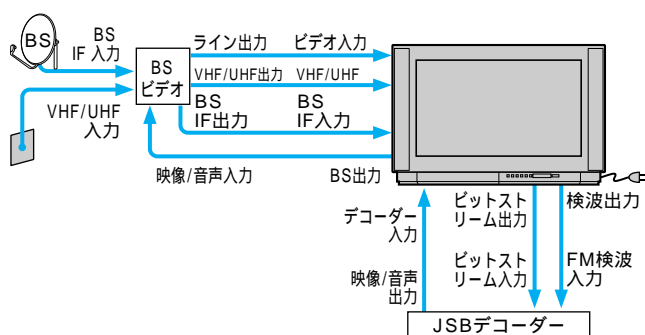 BS
BS
IF 入力
VHF/UHF
入力
BS
ビデオ
ライン出力
ビデオ入力
VHF/UHF出力
VHF/UHF
BS
IF出力
BS
IF入力
映像/音声入力
BS出力
デコーダー
入力
ビットスト
リーム出力
検波出力
映像/音声
出力
ビットスト
リーム入力
FM検波
入力
JSBデコーダー